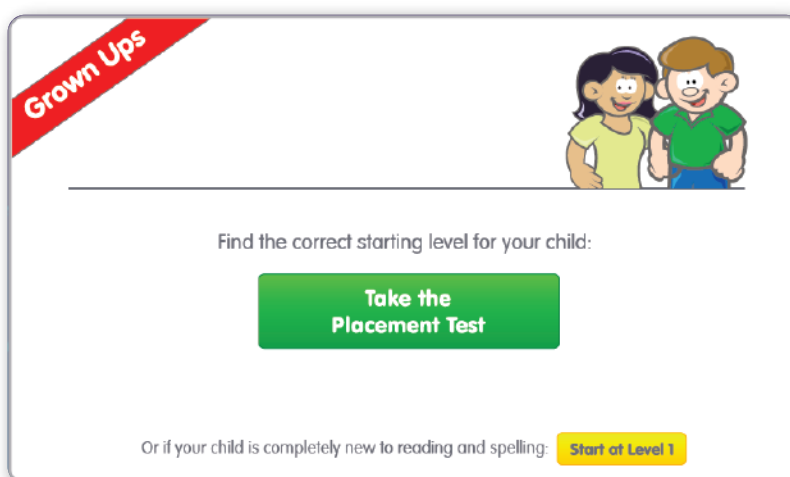 Grown Ups
Find the correct starting level for your child:
Take the
Placement Test
Or if your child is completely new to reading and spelling:
Start at Level 1